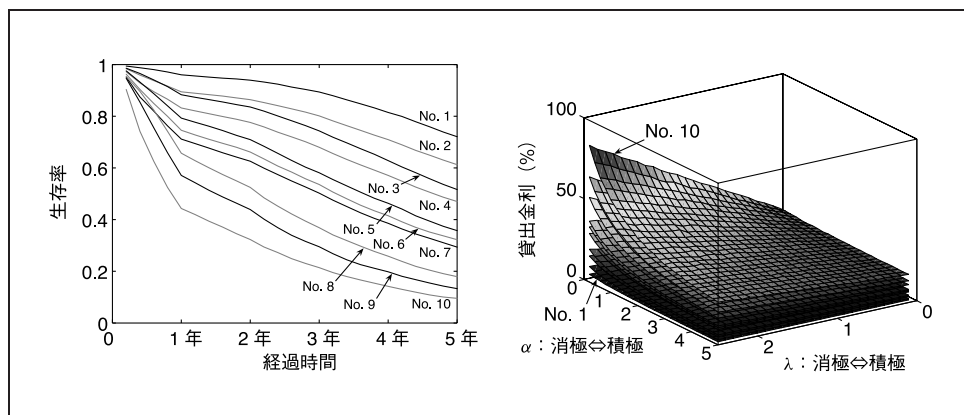 1
0.8
0.6
0.4
0.2
0
生存率
No. 1
No. 2
No. 3
No. 4
No. 5
No. 6
No. 7
No. 8
No. 9
No. 10
0
1 年
2 年
3 年
4 年
5 年
経過時間
100
50
0
貸出金利(%)
No. 10
No. 1
0
1
2
3
4
5
α:消極⇔積極
2
1
0
λ:消極⇔積極